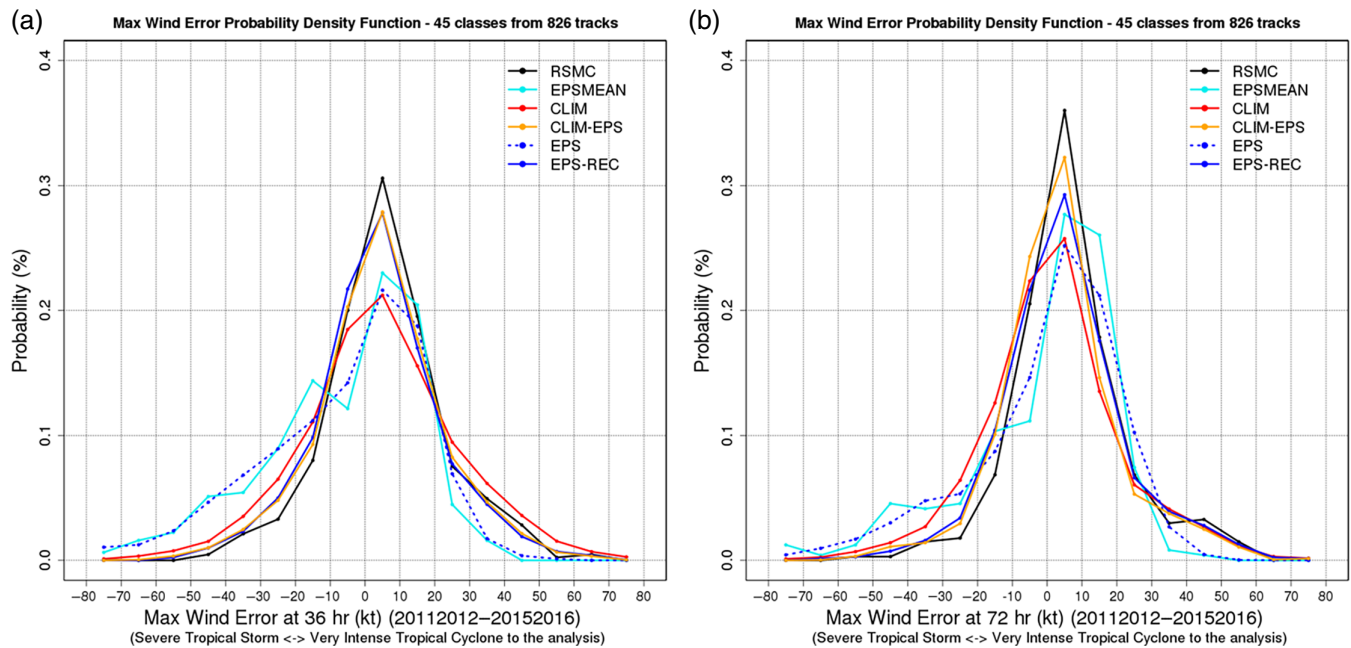 (a)
Max Wind Error Probability Density Function - 45 classes from 826 tracks
RSMC
EPSMEAN
CLIM
CLIM-EPS
EPS
EPS-REC
Probability (%)
0.4
0.3
0.2
0.1
0.0
−80 −70 −60 −50 −40 −30 −20 −10 0 10 20 30 40 50 60 70 80
Max Wind Error at 36 hr (kt) (20112012−20152016)
(Severe Tropical Storm <-> Very Intense Tropical Cyclone to the analysis)
(b)
Max Wind Error Probability Density Function - 45 classes from 826 tracks
RSMC
EPSMEAN
CLIM
CLIM-EPS
EPS
EPS-REC
Probability (%)
0.4
0.3
0.2
0.1
0.0
−80 −70 −60 −50 −40 −30 −20 −10 0 10 20 30 40 50 60 70 80
Max Wind Error at 72 hr (kt) (20112012−20152016)
(Severe Tropical Storm <-> Very Intense Tropical Cyclone to the analysis)